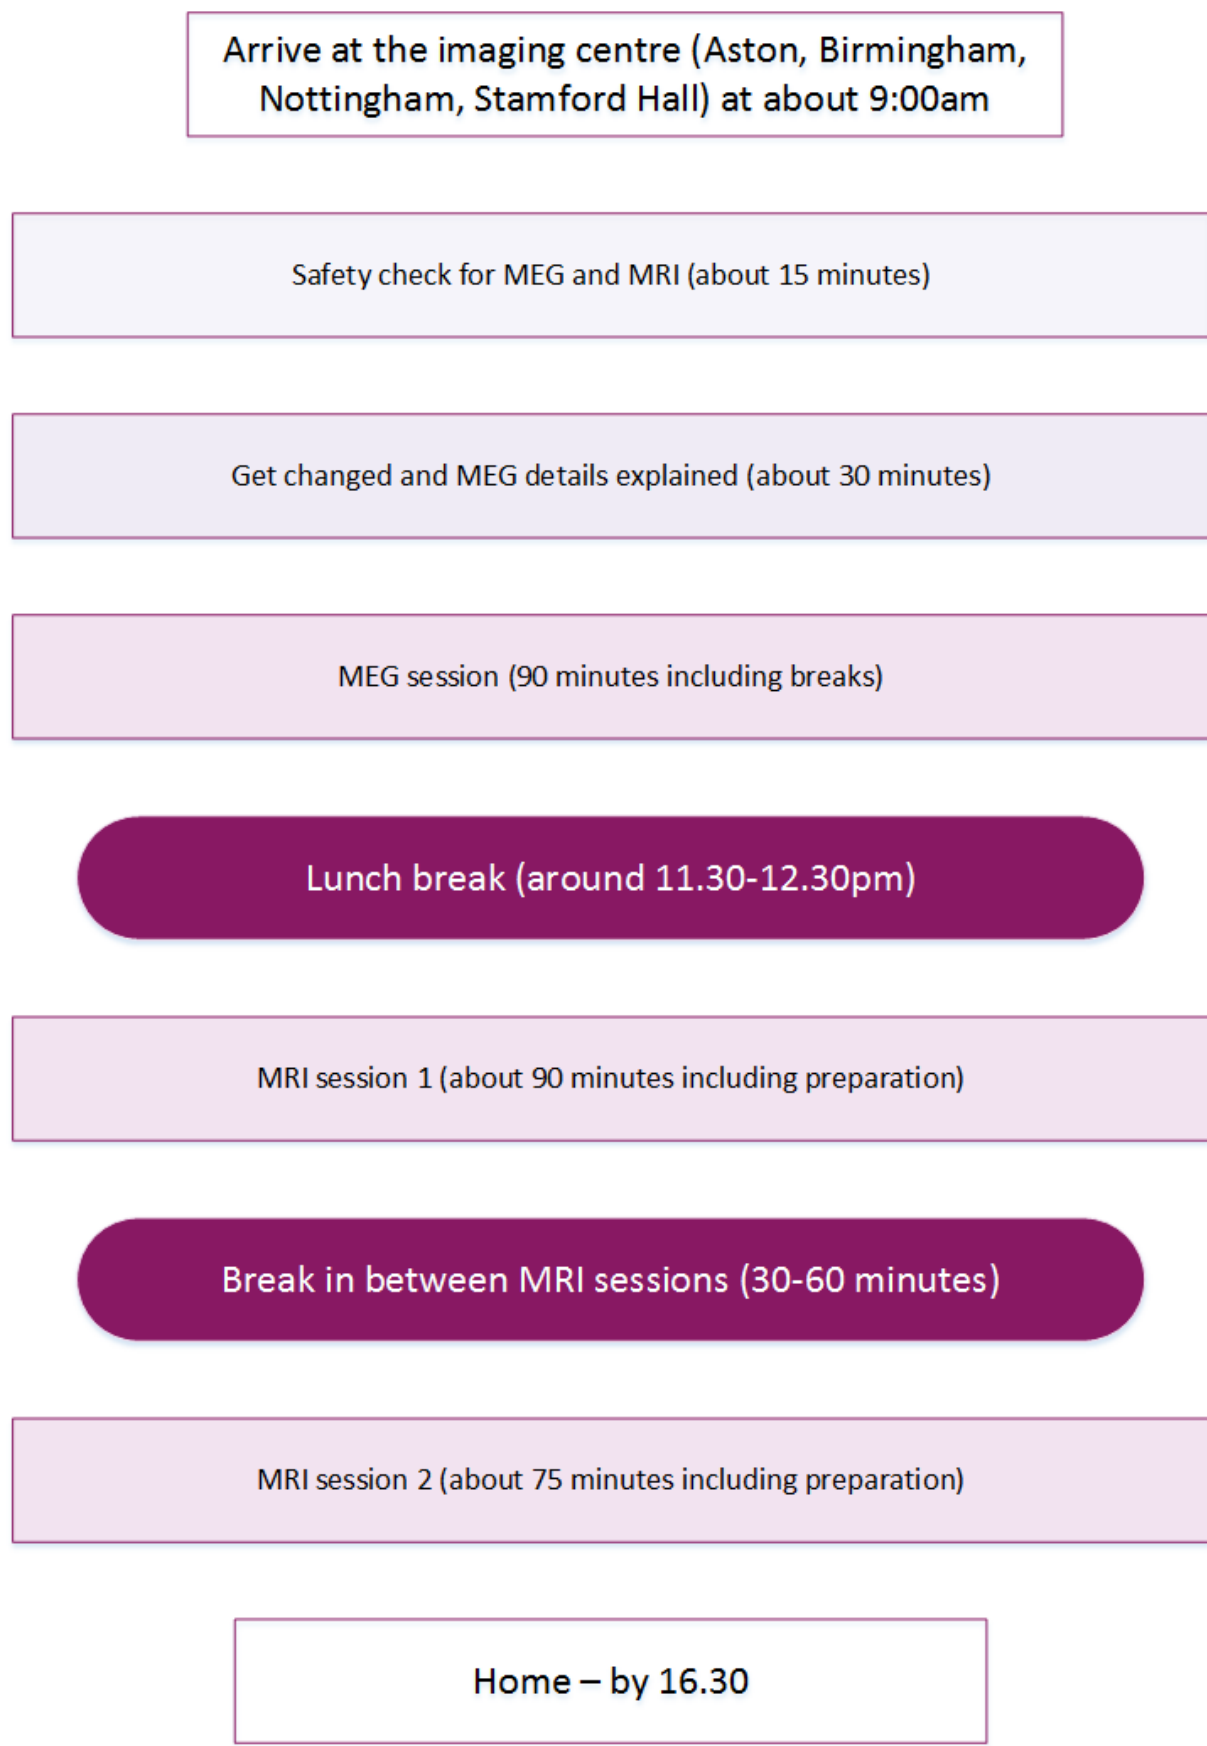 Arrive at the imaging centre (Aston, Birmingham,
Nottingham, Stamford Hall) at about 9:00am
Safety check for MEG and MRI (about 15 minutes)
Get changed and MEG details explained (about 30 minutes)
MEG session (90 minutes including breaks)
Lunch break (around 11.30-12.30pm)
MRI session 1 (about 90 minutes including preparation)
Break in between MRI sessions (30-60 minutes)
MRI session 2 (about 75 minutes including preparation)
Home – by 16.30